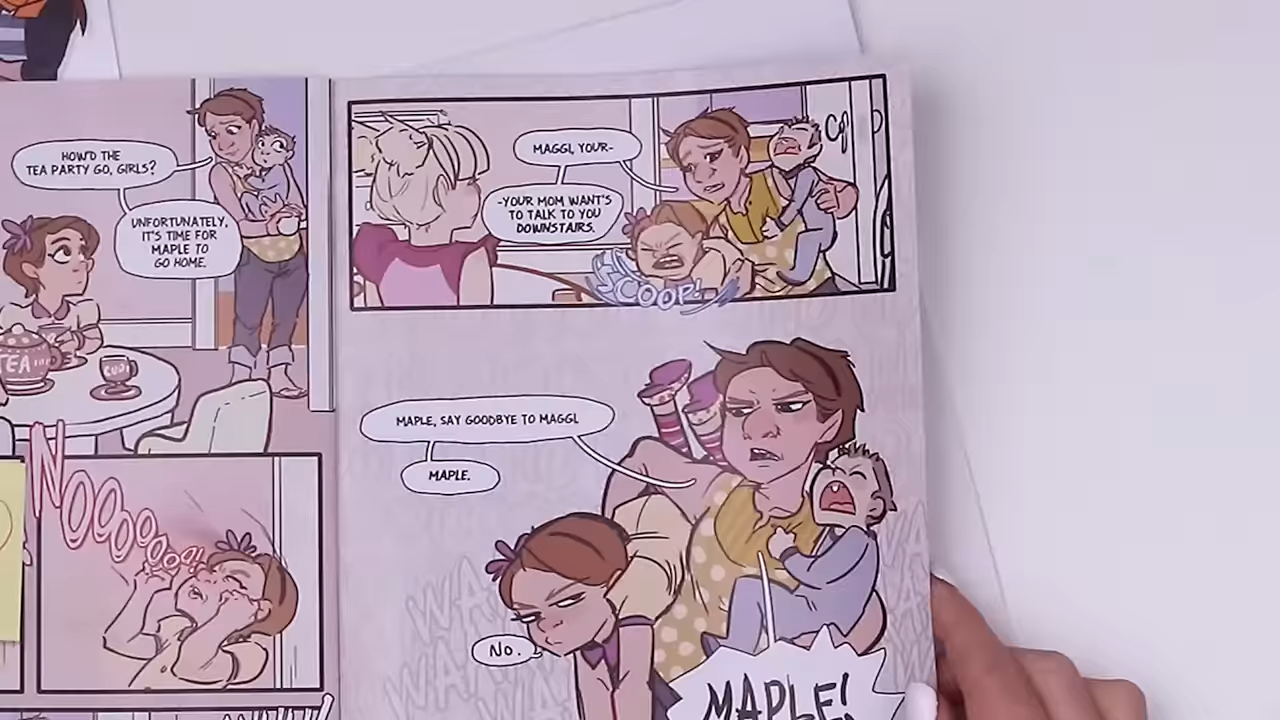 HOW'D THE
TEA PARTY GO, GIRLS?
UNFORTUNATELY,
IT'S TIME FOR
MAPLE TO
GO HOME.
TEA
NOOOOOOO?!
MAGGI, YOUR-
-YOUR MOM WANT'S
TO TALK TO YOU
DOWNSTAIRS.
SCOOP!
MAPLE, SAY GOODBYE TO MAGGI.
MAPLE.
NO.
MAPLE!